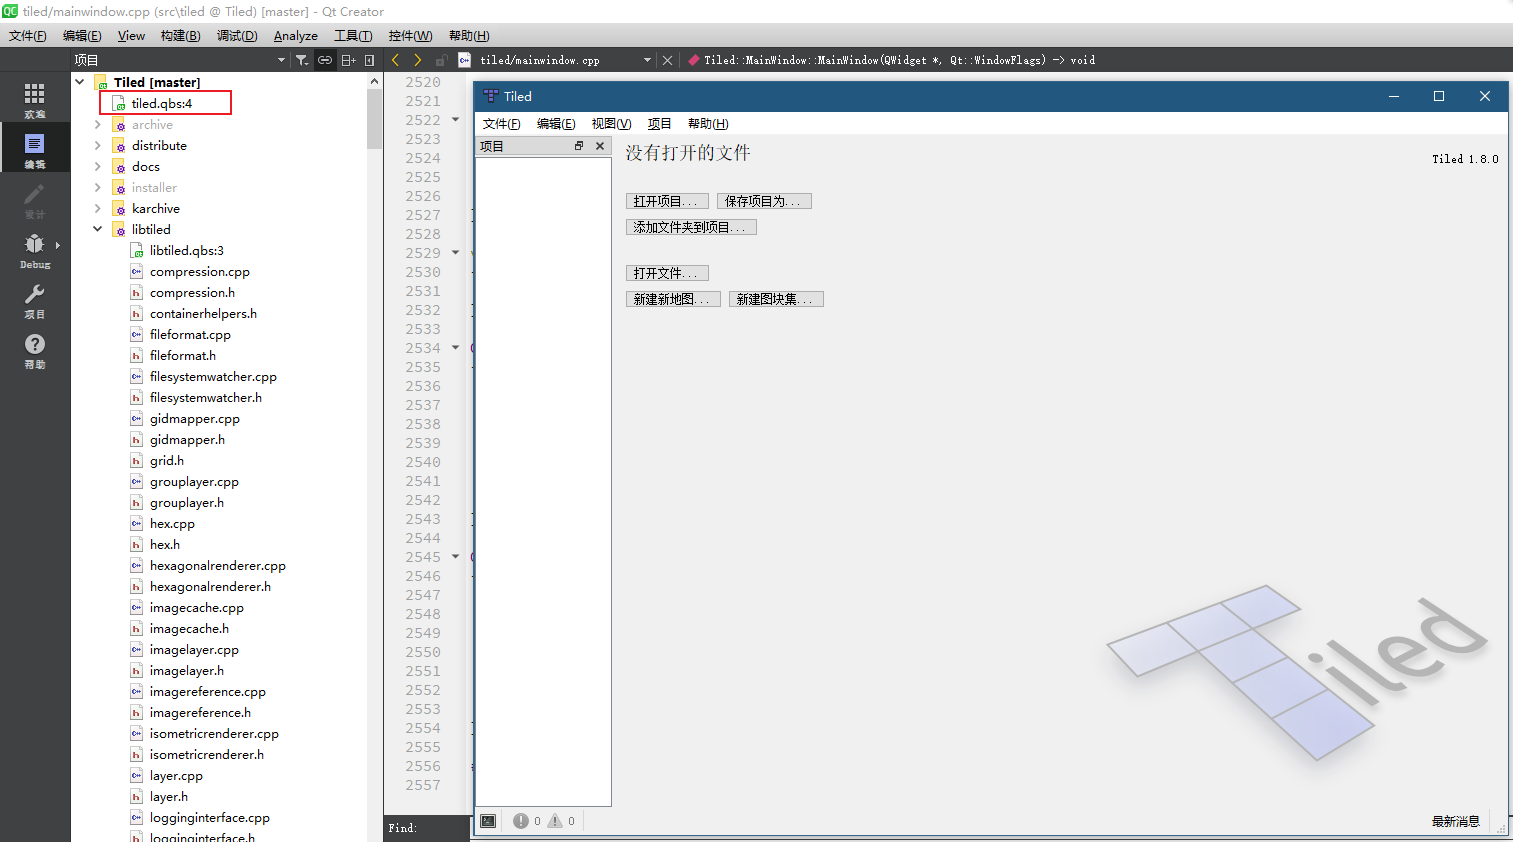 tiled/mainwindow.cpp (src\tiled @ Tiled) [master] - Qt Creator
文件(F) 编辑(E) View 构建(B) 调试(D) Analyze 工具(T) 控件(W) 帮助(H)
项目
tiled/mainwindow.cpp
Tiled::MainWindow::MainWindow(QWidget *, Qt::WindowFlags) -> void
欢迎
编辑
设计
Debug
项目
帮助
Tiled [master]
tiled.qbs:4
archive
distribute
docs
installer
karchive
libtiled
libtiled.qbs:3
compression.cpp
compression.h
containerhelpers.h
fileformat.cpp
fileformat.h
filesystemwatcher.cpp
filesystemwatcher.h
gidmapper.cpp
gidmapper.h
grid.h
grouplayer.cpp
grouplayer.h
hex.cpp
hex.h
hexagonalrenderer.cpp
hexagonalrenderer.h
imagecache.cpp
imagecache.h
imagelayer.cpp
imagelayer.h
imagereference.cpp
imagereference.h
isometricrenderer.cpp
isometricrenderer.h
layer.cpp
layer.h
logginginterface.cpp
logginginterface.h
2520
2521
2522
2523
2524
2525
2526
2527
2528
2529
2530
2531
2532
2533
2534
2535
2536
2537
2538
2539
2540
2541
2542
2543
2544
2545
2546
2547
2548
2549
2550
2551
2552
2553
2554
2555
2556
2557
Find:
Tiled
文件(F) 编辑(E) 视图(V) 项目 帮助(H)
项目
没有打开的文件
Tiled 1.8.0
打开项目... 保存项目为...
添加文件夹到项目...
打开文件...
新建新地图... 新建图块集...
Tiled
0 0
最新消息